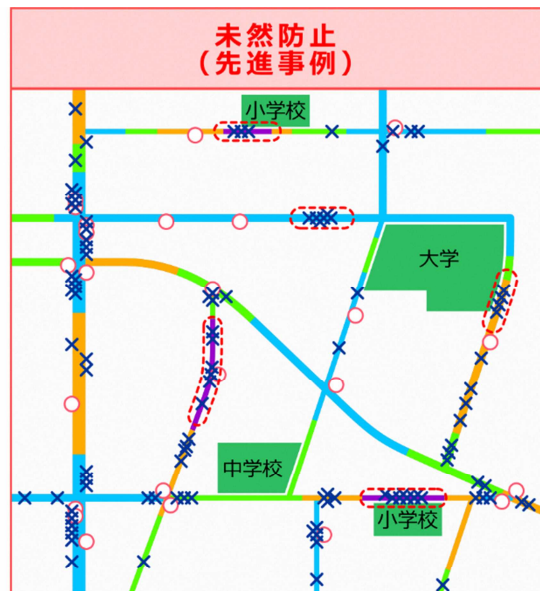 未然防止
(先進事例)
小学校
大学
中学校
小学校